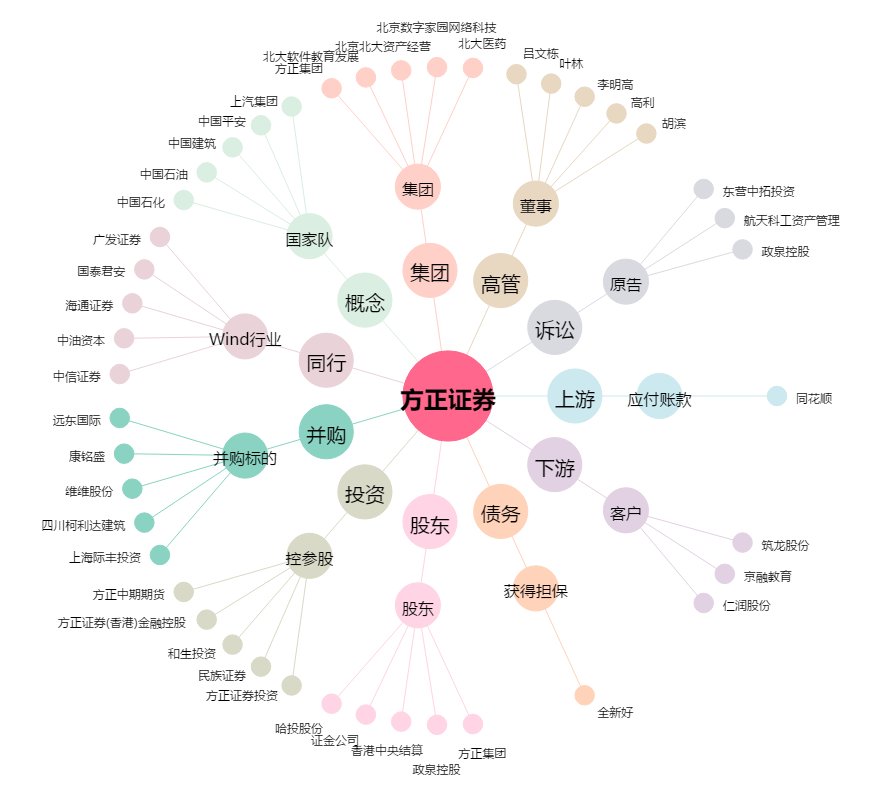 北京数字家园网络科技
北大医药
北京北大资产经营
北大软件教育发展
方正集团
吕文栋
叶林
李明高
高利
胡滨
上汽集团
中国平安
中国建筑
中国石油
中国石化
集团
董事
东营中拓投资
航天科工资产管理
政泉控股
国家队
广发证券
国泰君安
海通证券
中油资本
中信证券
集团
高管
原告
概念
诉讼
Wind行业
同行
方正证券
上游
应付账款
同花顺
远东国际
康铭盛
维维股份
四川柯利达建筑
上海际丰投资
并购
并购标的
下游
投资
股东
债务
客户
筑龙股份
京融教育
仁润股份
控参股
获得担保
方正中期期货
方正证券(香港)金融控股
和生投资
民族证券
方正证券投资
股东
哈投股份
证金公司
香港中央结算
政泉控股
方正集团
全新好